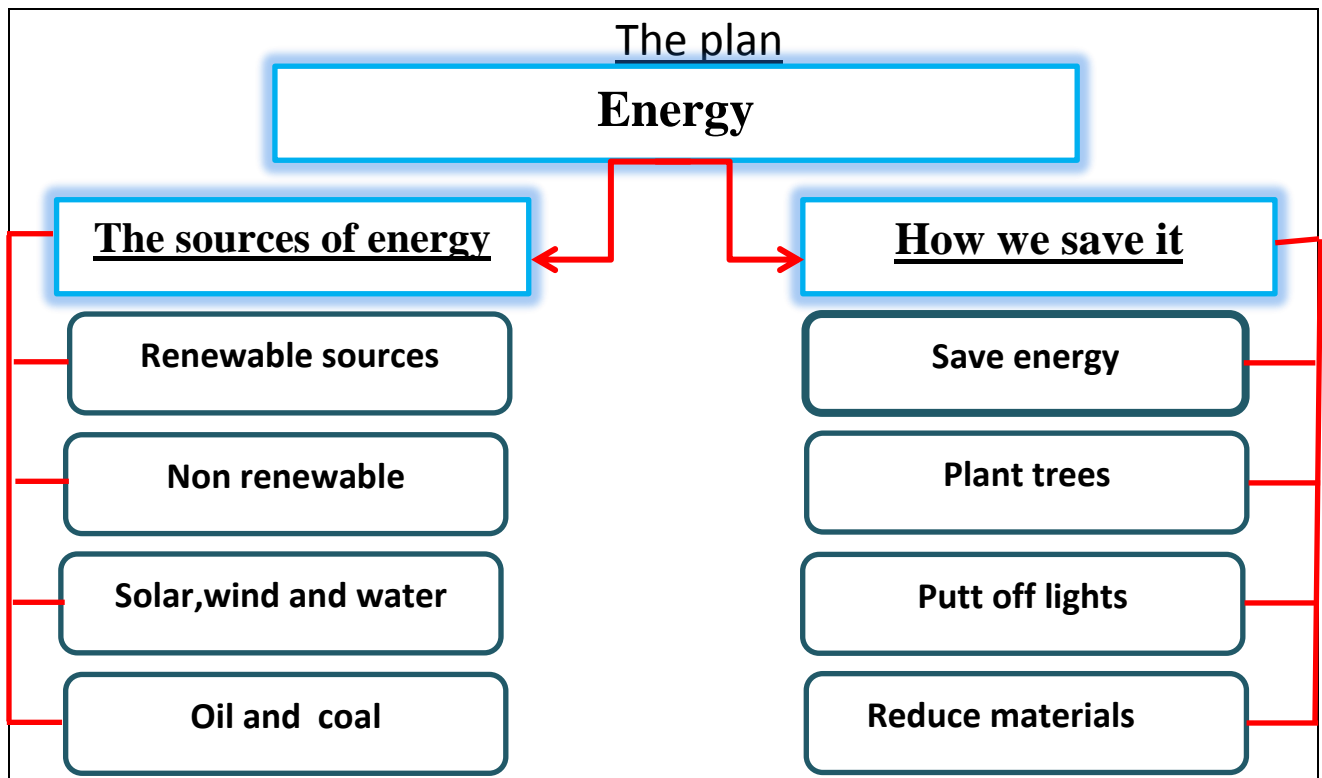 The plan
Energy
The sources of energy
Renewable sources
Non renewable
Solar,wind and water
Oil and  coal
How we save it
Save energy
Plant trees
Putt off lights
Reduce materials